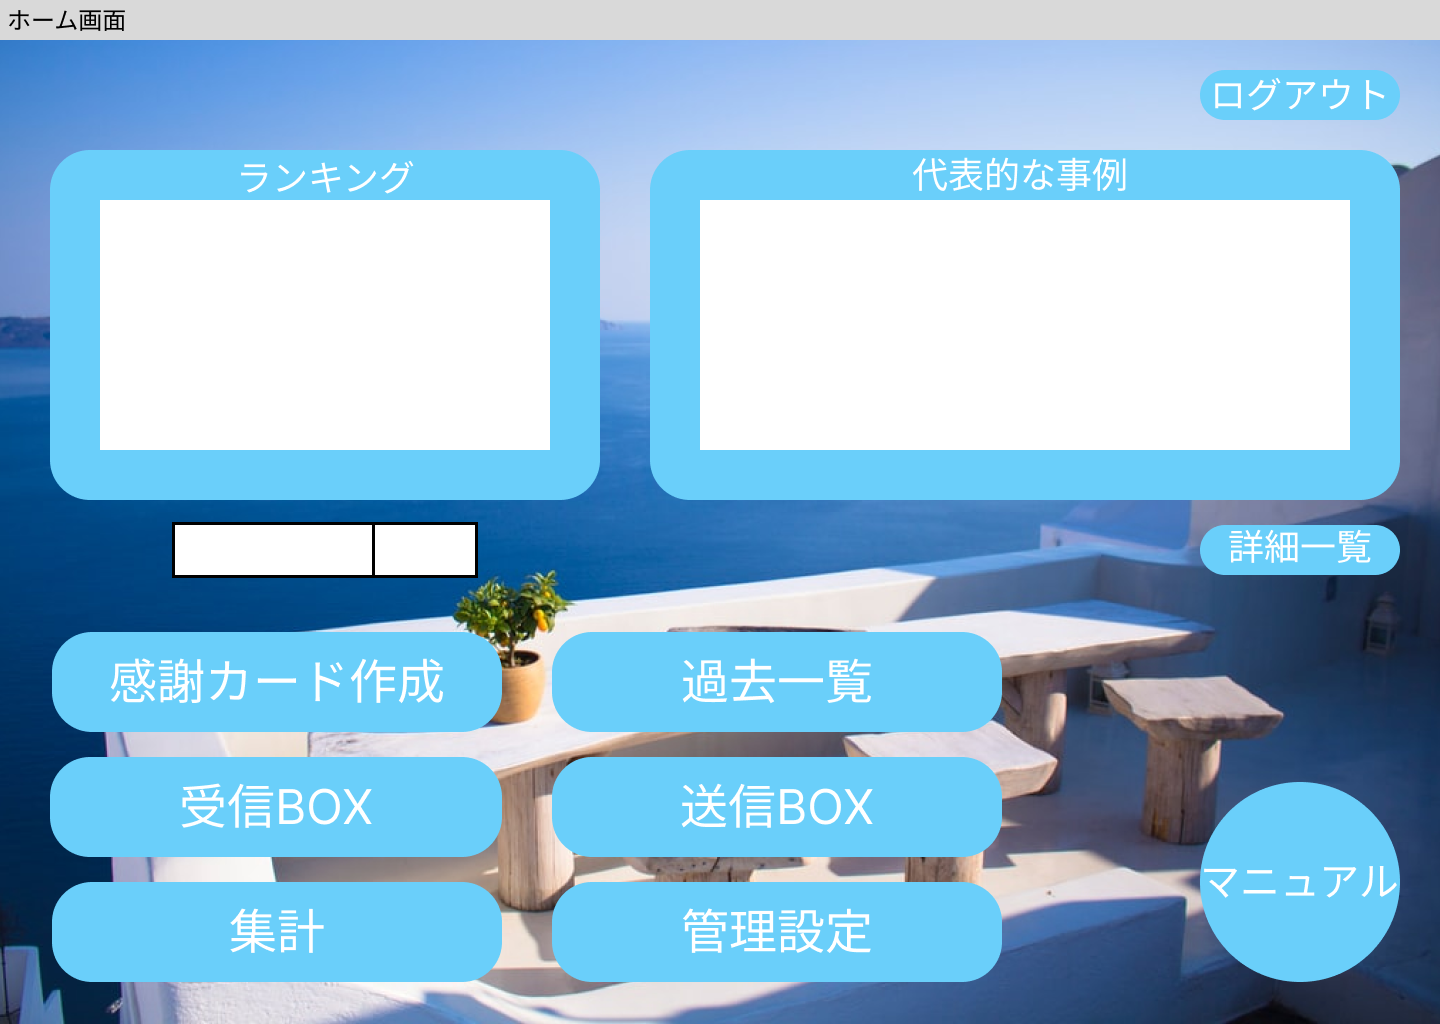 ホーム画面
ログアウト
ランキング
代表的な事例
詳細一覧
感謝カード作成
過去一覧
受信BOX
送信BOX
集計
管理設定
マニュアル